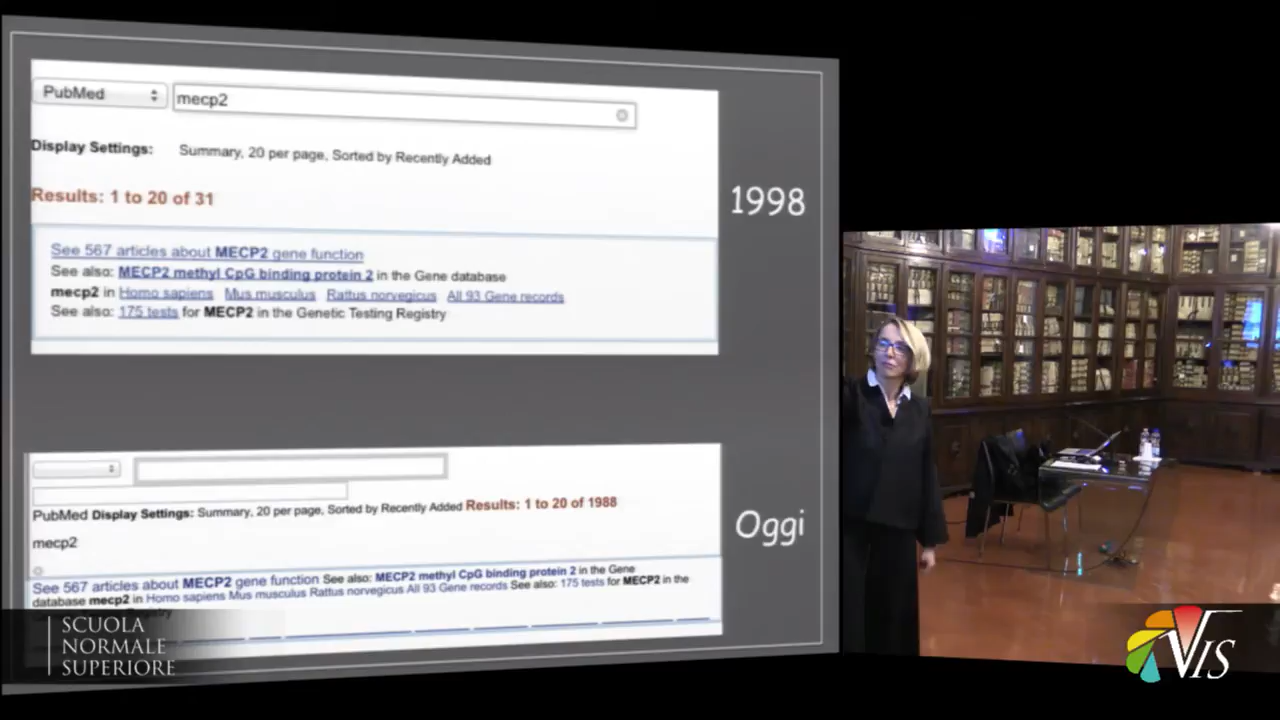 PubMed
mecp2
Display Settings: Summary, 20 per page, Sorted by Recently Added
Results: 1 to 20 of 31
See 567 articles about MECP2 gene function
See also: MECP2 methyl CpG binding protein 2 in the Gene database
mecp2 in Homo sapiens Mus musculus Rattus norvegicus All 93 Gene records
See also: 175 tests for MECP2 in the Genetic Testing Registry
1998
PubMed Display Settings: Summary, 20 per page, Sorted by Recently Added Results: 1 to 20 of 1988
mecp2
See 567 articles about MECP2 gene function See also: MECP2 methyl CpG binding protein 2 in the Gene
database mecp2 in Homo sapiens Mus musculus Rattus norvegicus All 93 Gene records See also: 175 tests for MECP2 in the
Oggi
SCUOLA
NORMALE
SUPERIORE
VIS